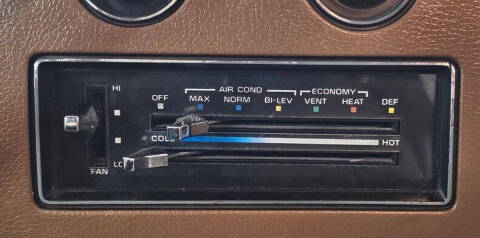 HI
AIR COND ECONOMY
OFF MAX NORM BI-LEV VENT HEAT DEF
COLD HOT
LO
FAN